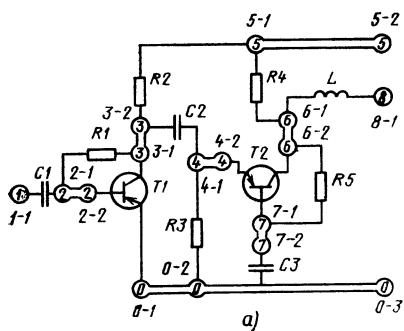 5-1 5-2
5 5
R2 R4 L 8
3-2 C2 6-1 8-1
3 6
R1 4-2 6-2
3 3-1 4 4 T2 6
C1 2-1
1 2 2 T1 4-1 R5
1-1 2-2 7-1
R3 7
0-2 7-2
7
C3
0 0 0
0-1 0-3
а)